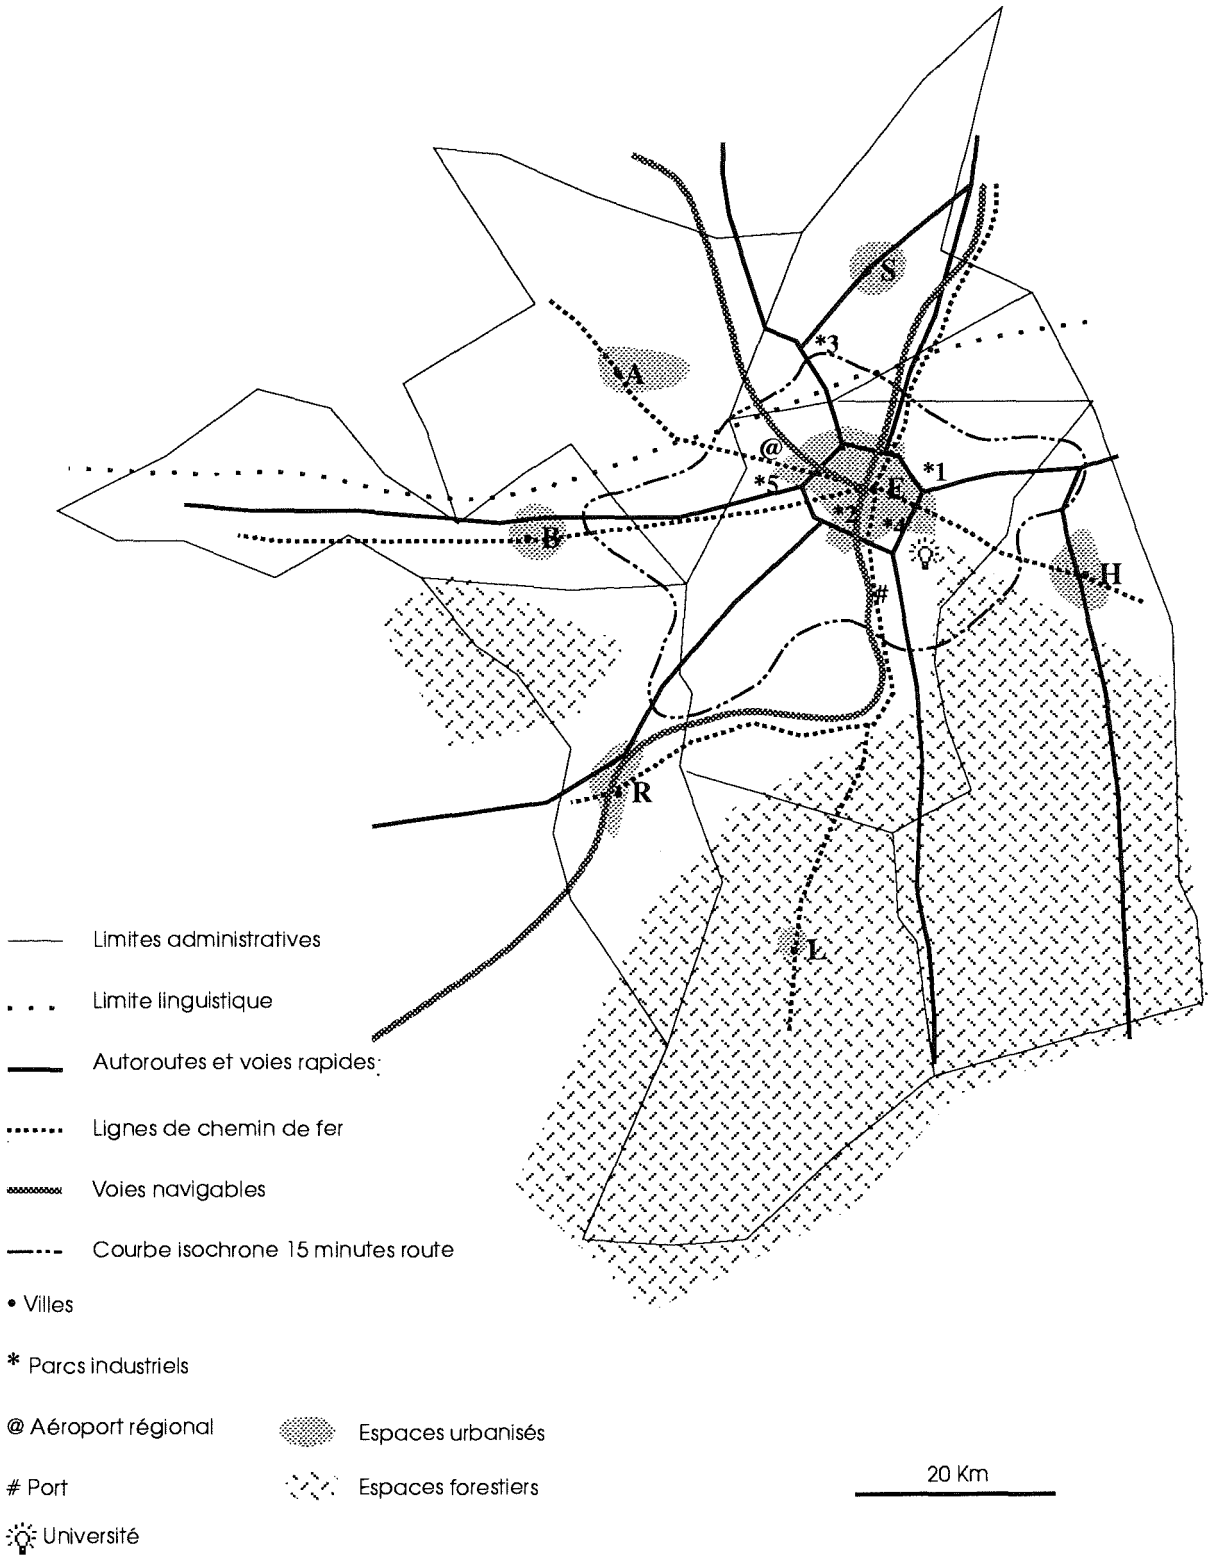 S
*3
A
@
*1
*5
E
*2
*4
B
H
#
R
L
Limites administratives
Limite linguistique
Autoroutes et voies rapides
Lignes de chemin de fer
Voies navigables
Courbe isochrone 15 minutes route
• Villes
* Parcs industriels
@ Aéroport régional
Espaces urbanisés
# Port
Espaces forestiers
20 Km
Université